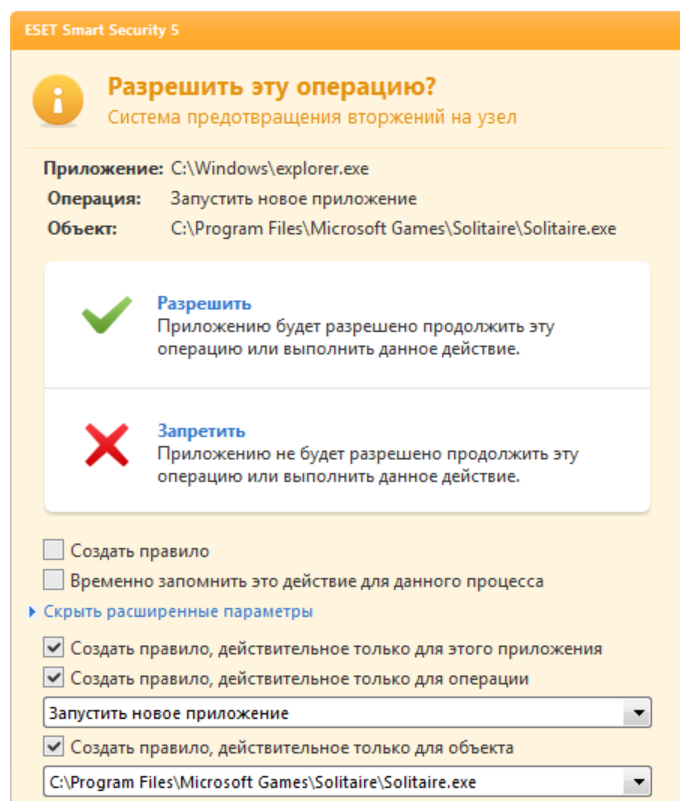 ESET Smart Security 5
Разрешить эту операцию?
Система предотвращения вторжений на узел
Приложение: C:\Windows\explorer.exe
Операция: Запустить новое приложение
Объект: C:\Program Files\Microsoft Games\Solitaire\Solitaire.exe
Разрешить
Приложению будет разрешено продолжить эту
операцию или выполнить данное действие.
Запретить
Приложению не будет разрешено продолжить эту
операцию или выполнить данное действие.
Создать правило
Временно запомнить это действие для данного процесса
Скрыть расширенные параметры
Создать правило, действительное только для этого приложения
Создать правило, действительное только для операции
Запустить новое приложение
Создать правило, действительное только для объекта
C:\Program Files\Microsoft Games\Solitaire\Solitaire.exe